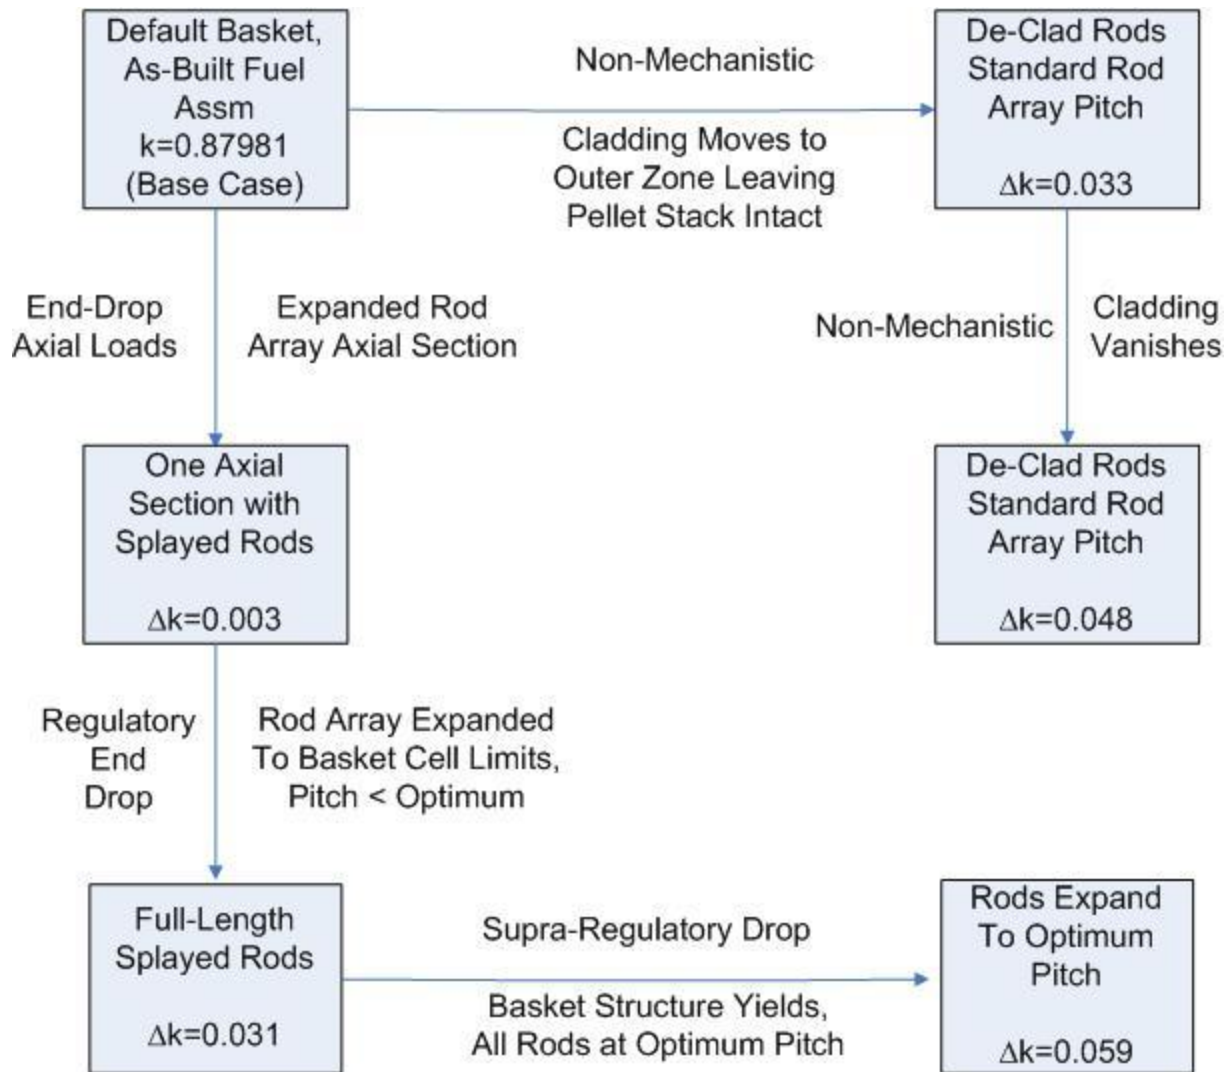 Default Basket,
As-Built Fuel
Assm
k=0.87981
(Base Case)
Non-Mechanistic
Cladding Moves to
Outer Zone Leaving
Pellet Stack Intact
De-Clad Rods
Standard Rod
Array Pitch
Δk=0.033
End-Drop
Axial Loads
Expanded Rod
Array Axial Section
Non-Mechanistic
Cladding
Vanishes
One Axial
Section with
Splayed Rods
Δk=0.003
De-Clad Rods
Standard Rod
Array Pitch
Δk=0.048
Regulatory
End
Drop
Rod Array Expanded
To Basket Cell Limits,
Pitch < Optimum
Full-Length
Splayed Rods
Δk=0.031
Supra-Regulatory Drop
Basket Structure Yields,
All Rods at Optimum Pitch
Rods Expand
To Optimum
Pitch
Δk=0.059